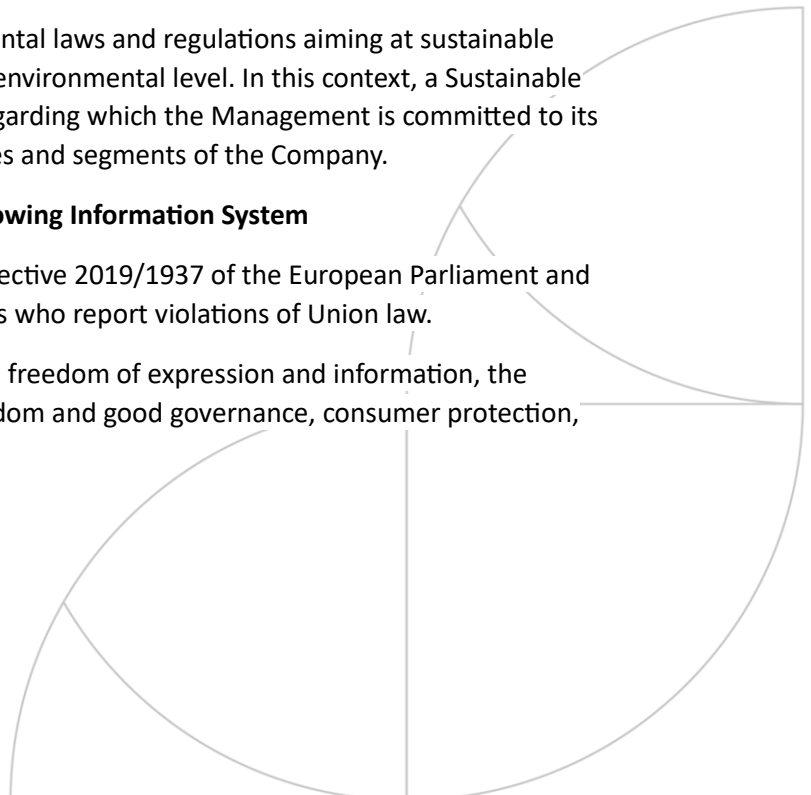 ntal laws and regulations aiming at sustainable
environmental level. In this context, a Sustainable
garding which the Management is committed to its
es and segments of the Company.
owing Information System
ective 2019/1937 of the European Parliament and
s who report violations of Union law.
freedom of expression and information, the
dom and good governance, consumer protection,